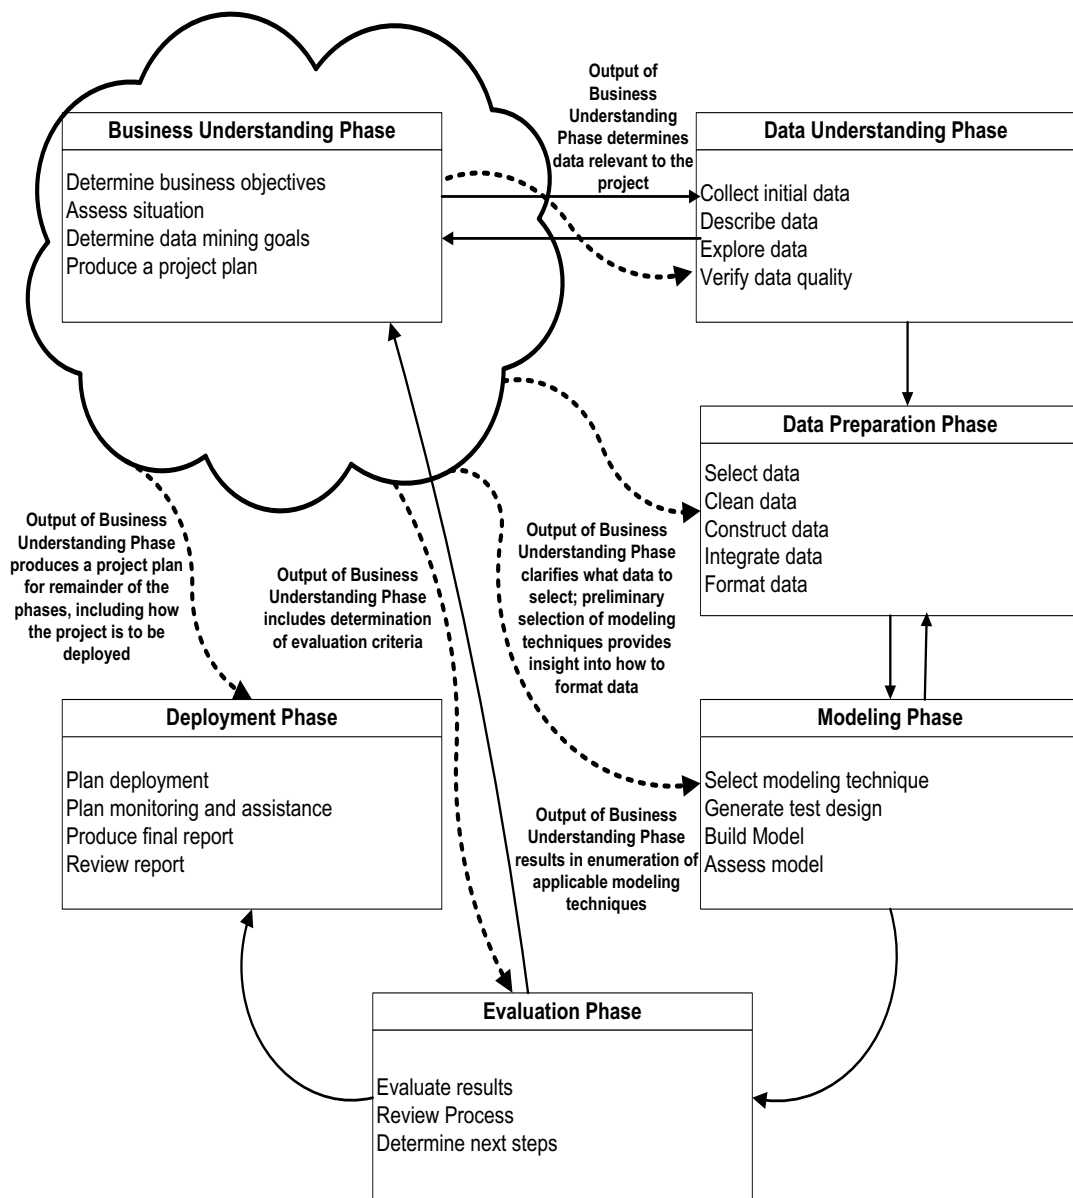 Business Understanding Phase
Determine business objectives
Assess situation
Determine data mining goals
Produce a project plan
Output of
Business
Understanding
Phase determines
data relevant to the
project
Data Understanding Phase
Collect initial data
Describe data
Explore data
Verify data quality
Data Preparation Phase
Select data
Clean data
Construct data
Integrate data
Format data
Output of Business
Understanding Phase
produces a project plan
for remainder of the
phases, including how
the project is to be
deployed
Output of Business
Understanding Phase
includes determination
of evaluation criteria
Output of Business
Understanding Phase
clarifies what data to
select; preliminary
selection of modeling
techniques provides
insight into how to
format data
Deployment Phase
Plan deployment
Plan monitoring and assistance
Produce final report
Review report
Output of Business
Understanding Phase
results in enumeration of
applicable modeling
techniques
Modeling Phase
Select modeling technique
Generate test design
Build Model
Assess model
Evaluation Phase
Evaluate results
Review Process
Determine next steps